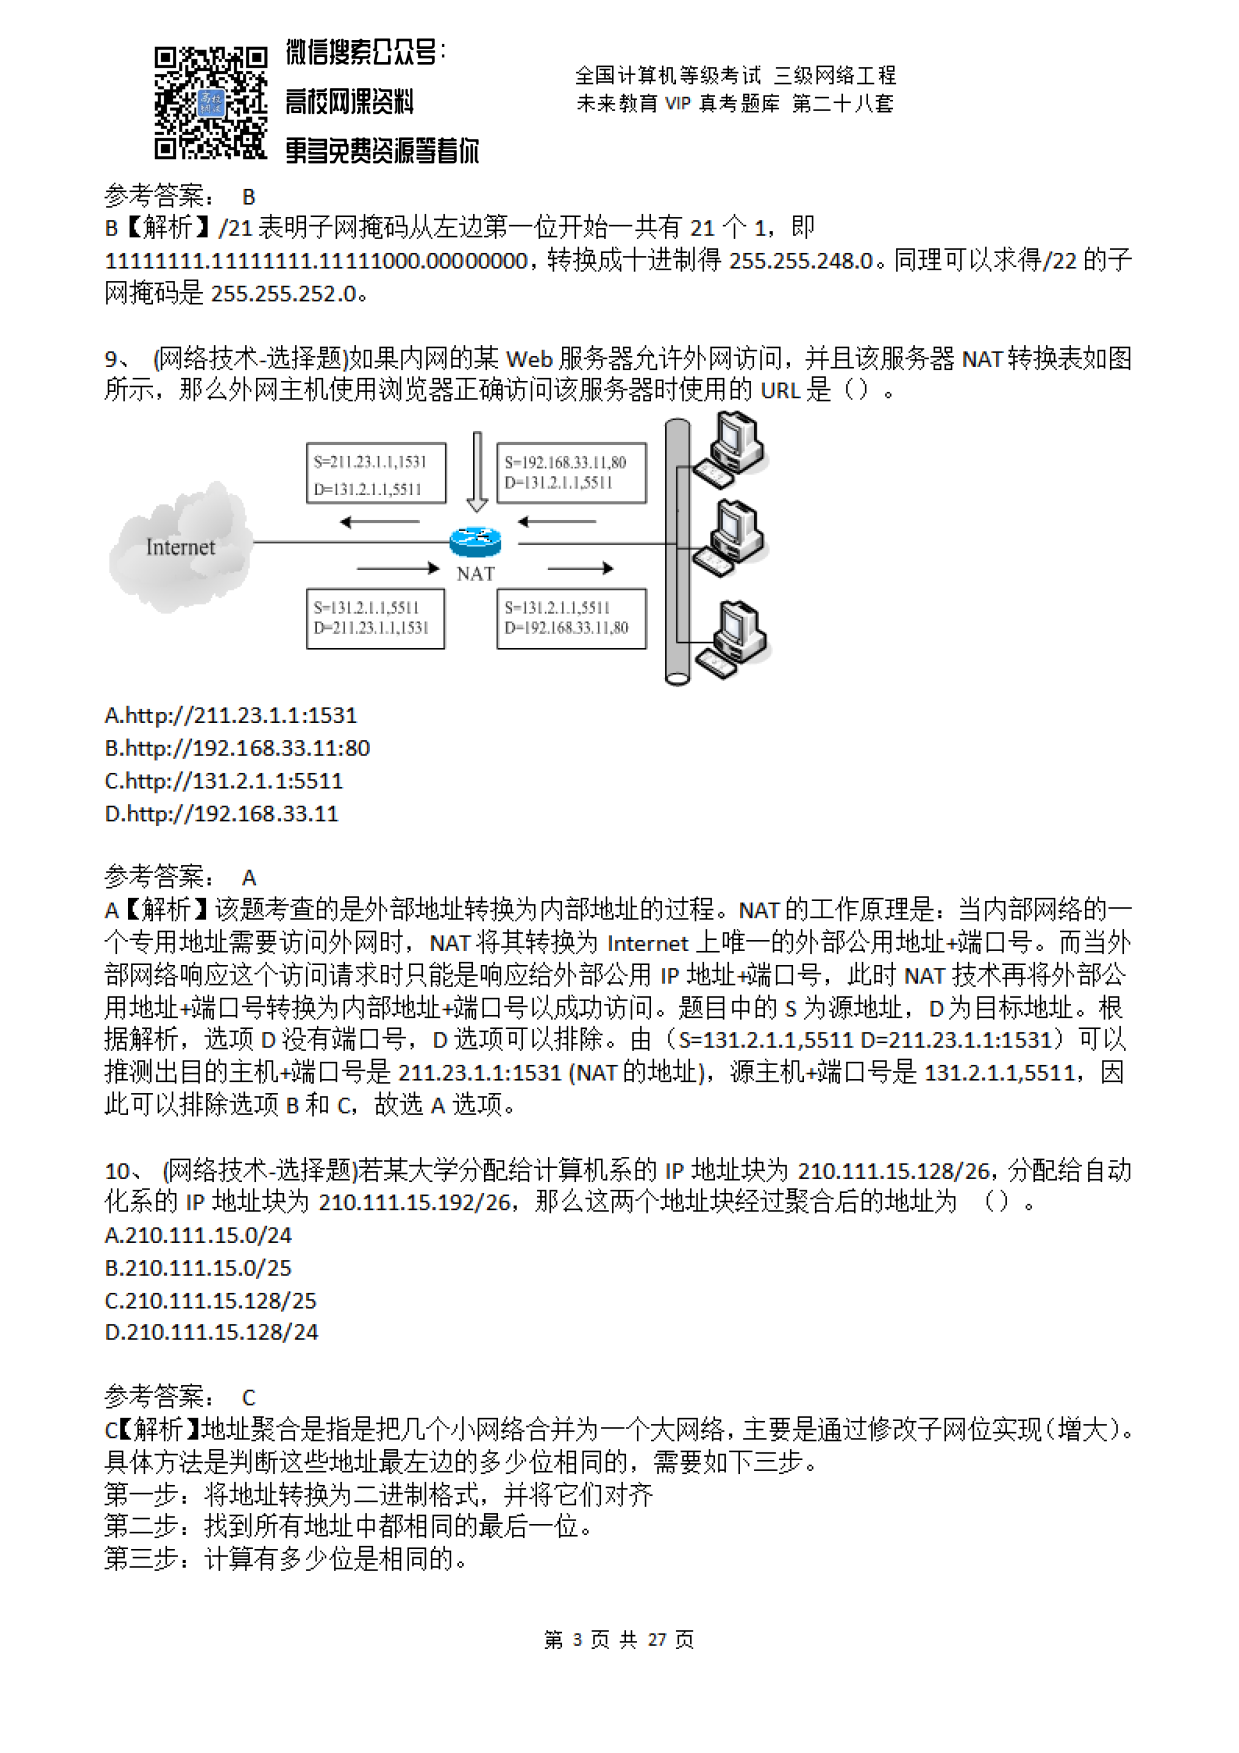 微信搜索公众号：
高校网课资料
更多免费资源等着你
全国计算机等级考试 三级网络工程
未来教育 VIP 真考题库 第二十八套
参考答案： B
B【解析】/21 表明子网掩码从左边第一位开始一共有 21 个 1，即
11111111.11111111.11111000.00000000，转换成十进制得 255.255.248.0。同理可以求得/22 的子
网掩码是 255.255.252.0。
9、 (网络技术-选择题)如果内网的某 Web 服务器允许外网访问，并且该服务器 NAT 转换表如图
所示，那么外网主机使用浏览器正确访问该服务器时使用的 URL 是（）。
S=211.23.1.1,1531
D=131.2.1.1,5511
S=192.168.33.11,80
D=131.2.1.1,5511
Internet
NAT
S=131.2.1.1,5511
D=211.23.1.1,1531
S=131.2.1.1,5511
D=192.168.33.11,80
A.http://211.23.1.1:1531
B.http://192.168.33.11:80
C.http://131.2.1.1:5511
D.http://192.168.33.11
参考答案： A
A【解析】该题考查的是外部地址转换为内部地址的过程。NAT 的工作原理是：当内部网络的一
个专用地址需要访问外网时，NAT 将其转换为 Internet 上唯一的外部公用地址+端口号。而当外
部网络响应这个访问请求时只能是响应给外部公用 IP 地址+端口号，此时 NAT 技术再将外部公
用地址+端口号转换为内部地址+端口号以成功访问。题目中的 S 为源地址，D 为目标地址。根
据解析，选项 D 没有端口号，D 选项可以排除。由（S=131.2.1.1,5511 D=211.23.1.1:1531）可以
推测出目的主机+端口号是 211.23.1.1:1531 (NAT 的地址)，源主机+端口号是 131.2.1.1,5511，因
此可以排除选项 B 和 C，故选 A 选项。
10、 (网络技术-选择题)若某大学分配给计算机系的 IP 地址块为 210.111.15.128/26，分配给自动
化系的 IP 地址块为 210.111.15.192/26，那么这两个地址块经过聚合后的地址为 （）。
A.210.111.15.0/24
B.210.111.15.0/25
C.210.111.15.128/25
D.210.111.15.128/24
参考答案： C
C【解析】地址聚合是指是把几个小网络合并为一个大网络，主要是通过修改子网位实现（增大）。
具体方法是判断这些地址最左边的多少位相同的，需要如下三步。
第一步：将地址转换为二进制格式，并将它们对齐
第二步：找到所有地址中都相同的最后一位。
第三步：计算有多少位是相同的。
第 3 页 共 27 页